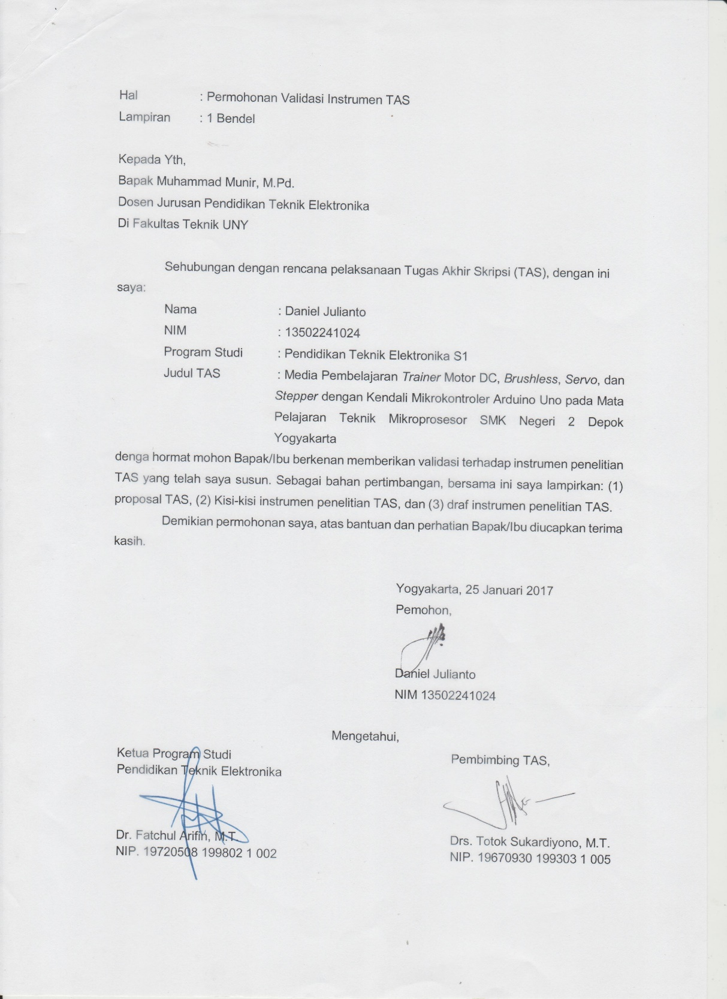 Hal : Permohonan Validasi Instrumen TAS
Lampiran : 1 Bendel
Kepada Yth,
Bapak Muhammad Munir, M.Pd.
Dosen Jurusan Pendidikan Teknik Elektronika
Di Fakultas Teknik UNY
Sehubungan dengan rencana pelaksanaan Tugas Akhir Skripsi (TAS), dengan ini
saya:
Nama : Daniel Julianto
NIM : 13502241024
Program Studi : Pendidikan Teknik Elektronika S1
Judul TAS : Media Pembelajaran Trainer Motor DC, Brushless, Servo, dan
Stepper dengan Kendali Mikrokontroler Arduino Uno pada Mata
Pelajaran Teknik Mikroprosesor SMK Negeri 2 Depok
Yogyakarta
denga hormat mohon Bapak/Ibu berkenan memberikan validasi terhadap instrumen penelitian
TAS yang telah saya susun. Sebagai bahan pertimbangan, bersama ini saya lampirkan: (1)
proposal TAS, (2) Kisi-kisi instrumen penelitian TAS, dan (3) draf instrumen penelitian TAS.
Demikian permohonan saya, atas bantuan dan perhatian Bapak/Ibu diucapkan terima
kasih.
Yogyakarta, 25 Januari 2017
Pemohon,
Daniel Julianto
NIM 13502241024
Mengetahui,
Ketua Program Studi
Pendidikan Teknik Elektronika
Dr. Fatchul Arifin, M.T.
NIP. 19720508 199802 1 002
Pembimbing TAS,
Drs. Totok Sukardiyono, M.T.
NIP. 19670930 199303 1 005